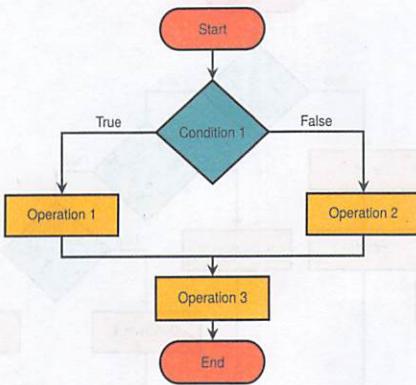 Start
Condition 1
True
False
Operation 1
Operation 2
Operation 3
End